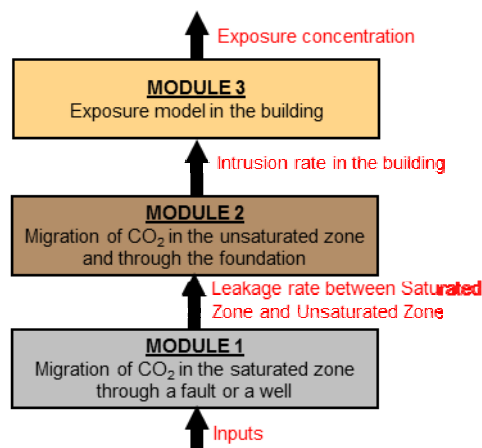 Exposure concentration
MODULE 3
Exposure model in the building
Intrusion rate in the building
MODULE 2
Migration of CO₂ in the unsaturated zone
and through the foundation
Leakage rate between Saturated
Zone and Unsaturated Zone
MODULE 1
Migration of CO₂ in the saturated zone
through a fault or a well
Inputs